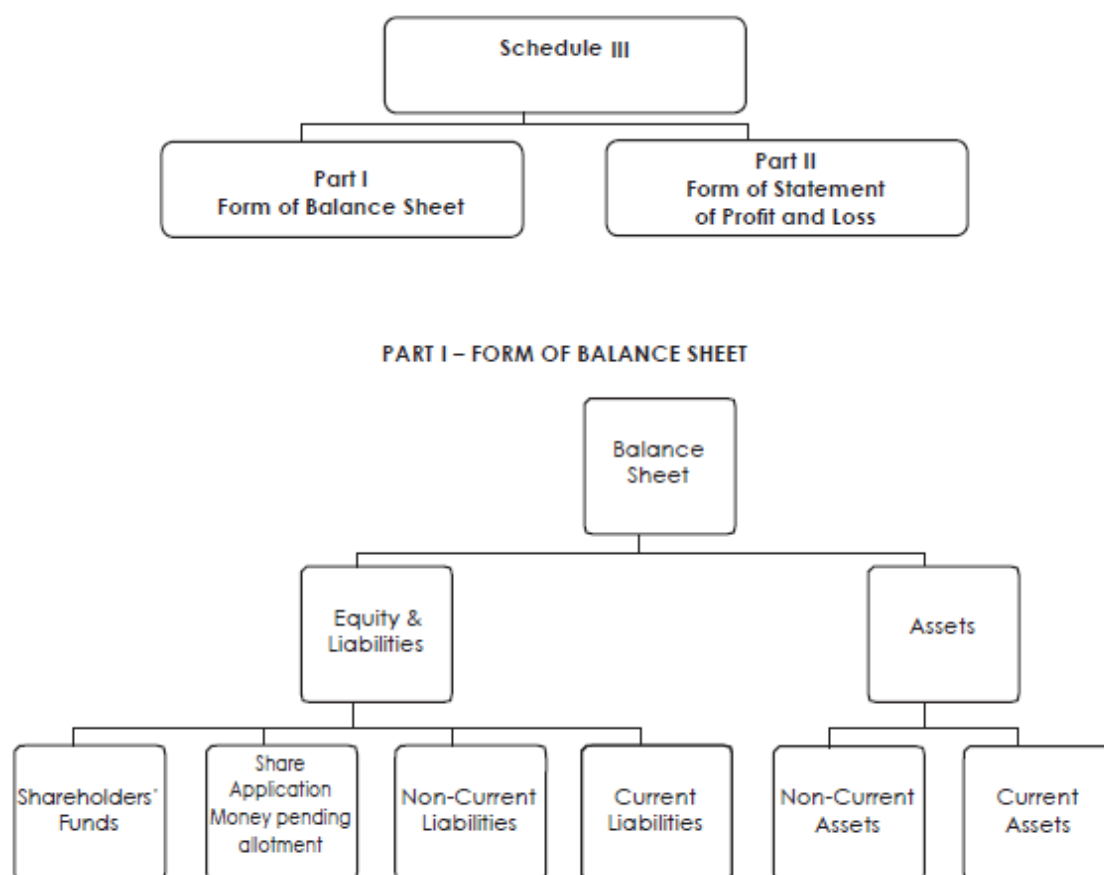 Schedule III
Part I
Form of Balance Sheet
Part II
Form of Statement
of Profit and Loss
PART I – FORM OF BALANCE SHEET
Balance
Sheet
Equity &
Liabilities
Assets
Shareholders'
Funds
Share
Application
Money pending
allotment
Non-Current
Liabilities
Current
Liabilities
Non-Current
Assets
Current
Assets